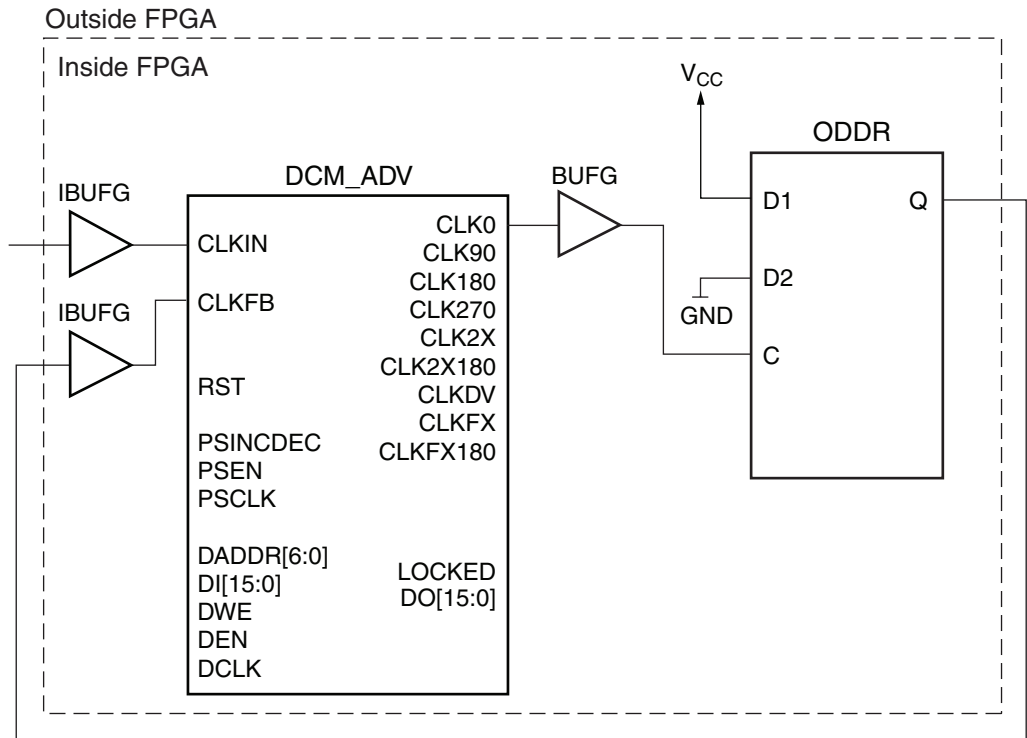 Outside FPGA
Inside FPGA
IBUFG
IBUFG
DCM_ADV
CLKIN
CLKFB
RST
PSINCDEC
PSEN
PSCLK
DADDR[6:0]
DI[15:0]
DWE
DEN
DCLK
CLK0
CLK90
CLK180
CLK270
CLK2X
CLK2X180
CLKDV
CLKFX
CLKFX180
LOCKED
DO[15:0]
BUFG
VCC
GND
ODDR
D1
D2
C
Q